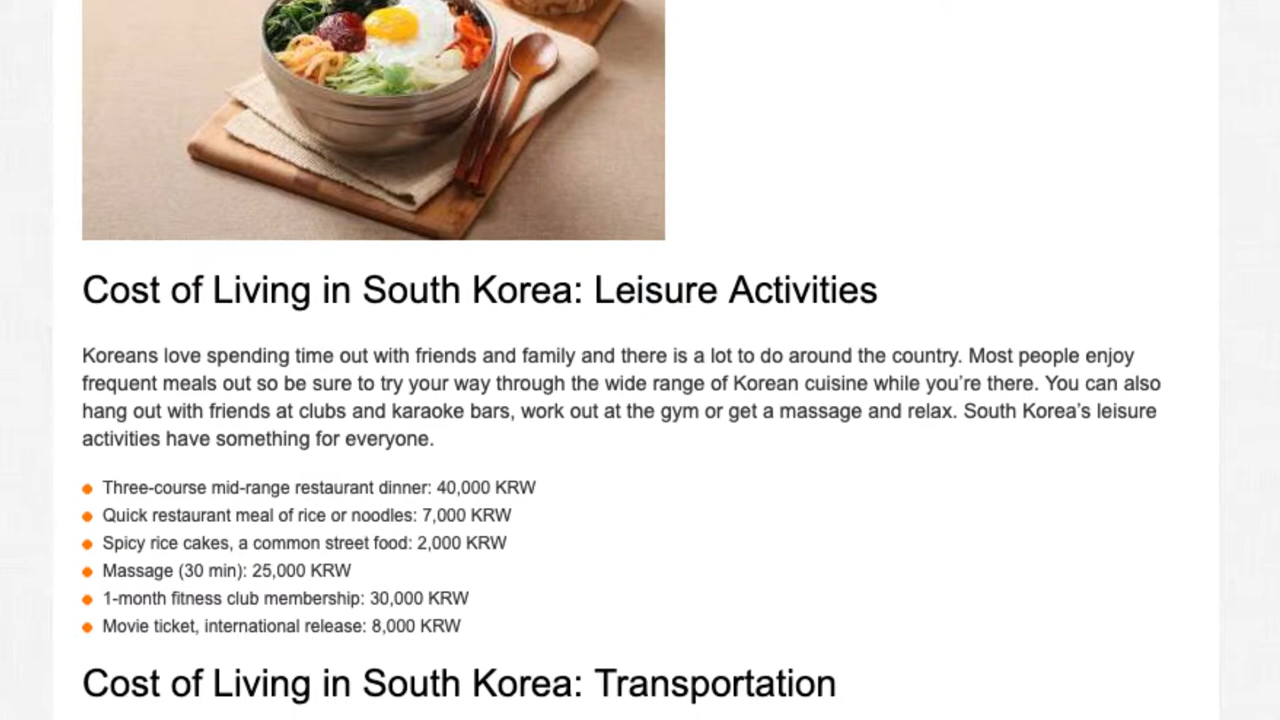 Cost of Living in South Korea: Leisure Activities
Koreans love spending time out with friends and family and there is a lot to do around the country. Most people enjoy
frequent meals out so be sure to try your way through the wide range of Korean cuisine while you’re there. You can also
hang out with friends at clubs and karaoke bars, work out at the gym or get a massage and relax. South Korea’s leisure
activities have something for everyone.
Three-course mid-range restaurant dinner: 40,000 KRW
Quick restaurant meal of rice or noodles: 7,000 KRW
Spicy rice cakes, a common street food: 2,000 KRW
Massage (30 min): 25,000 KRW
1-month fitness club membership: 30,000 KRW
Movie ticket, international release: 8,000 KRW
Cost of Living in South Korea: Transportation